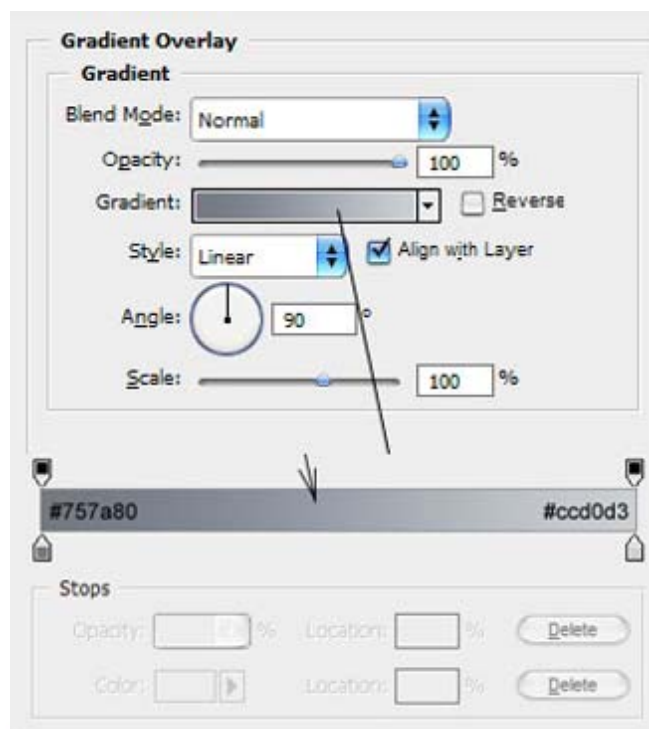 Gradient Overlay
Gradient
Blend Mode: Normal
Opacity: 100 %
Gradient: Reverse
Style: Linear Align with Layer
Angle: 90 °
Scale: 100 %
#757a80 #ccd0d3
Stops
Opacity: % Location: % Delete
Color: Location: % Delete